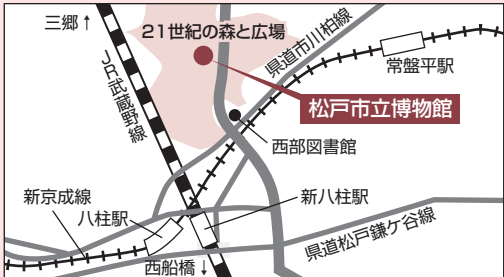 三郷↑
21世紀の森と広場
県道市川柏線
常盤平駅
JR武蔵野線
松戸市立博物館
西部図書館
新京成線
八柱駅
新八柱駅
県道松戸鎌ケ谷線
西船橋↓